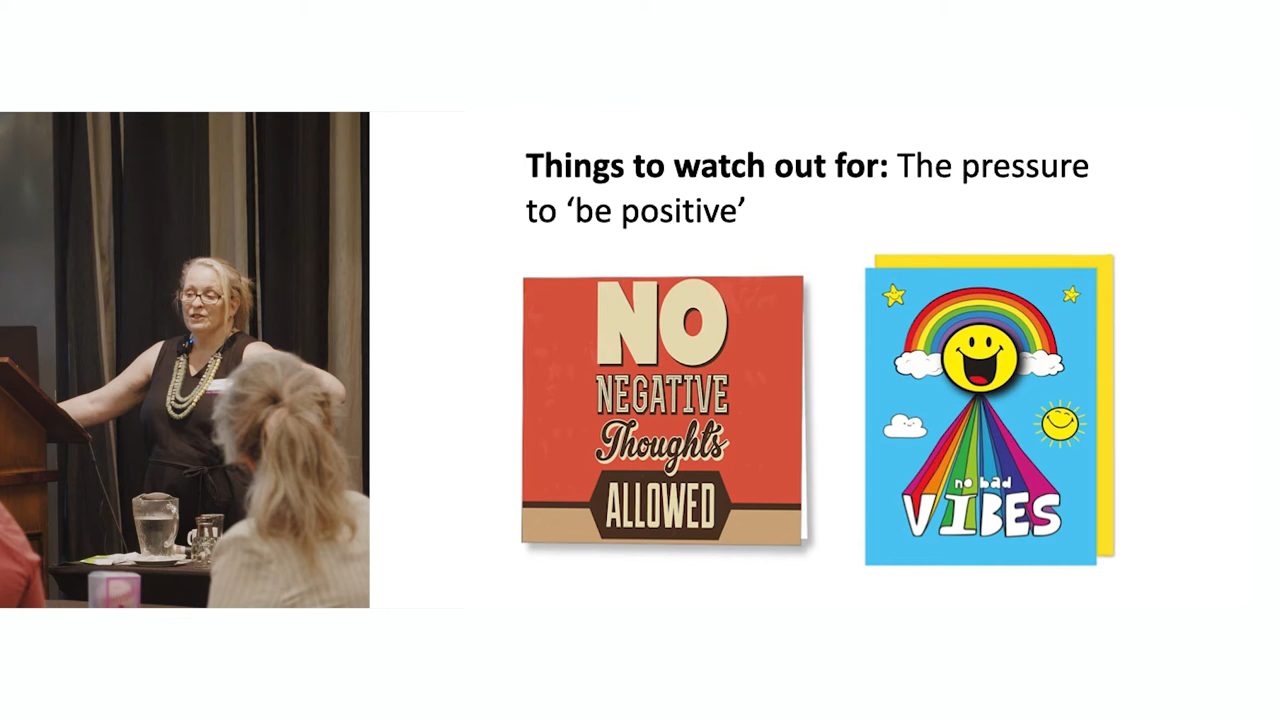 Things to watch out for: The pressure
to ‘be positive’
NO
NEGATIVE
Thoughts
ALLOWED
no bad
VIBES